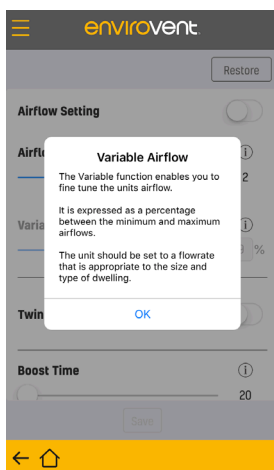 envirovent
Restore
Airflow Setting
Airfl
2
Variable Airflow
The Variable function enables you to
fine tune the units airflow.
It is expressed as a percentage
between the minimum and maximum
airflows.
The unit should be set to a flowrate
that is appropriate to the size and
type of dwelling.
OK
Varia
%
Twin
Boost Time
20
Save